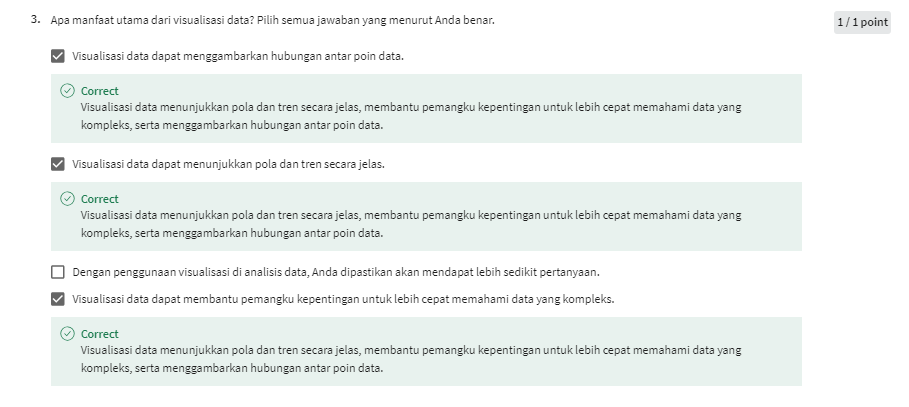 3. Apa manfaat utama dari visualisasi data? Pilih semua jawaban yang menurut Anda benar.
1 / 1 point
Visualisasi data dapat menggambarkan hubungan antar poin data.
Correct
Visualisasi data menunjukkan pola dan tren secara jelas, membantu pemangku kepentingan untuk lebih cepat memahami data yang
kompleks, serta menggambarkan hubungan antar poin data.
Visualisasi data dapat menunjukkan pola dan tren secara jelas.
Correct
Visualisasi data menunjukkan pola dan tren secara jelas, membantu pemangku kepentingan untuk lebih cepat memahami data yang
kompleks, serta menggambarkan hubungan antar poin data.
Dengan penggunaan visualisasi di analisis data, Anda dipastikan akan mendapat lebih sedikit pertanyaan.
Visualisasi data dapat membantu pemangku kepentingan untuk lebih cepat memahami data yang kompleks.
Correct
Visualisasi data menunjukkan pola dan tren secara jelas, membantu pemangku kepentingan untuk lebih cepat memahami data yang
kompleks, serta menggambarkan hubungan antar poin data.